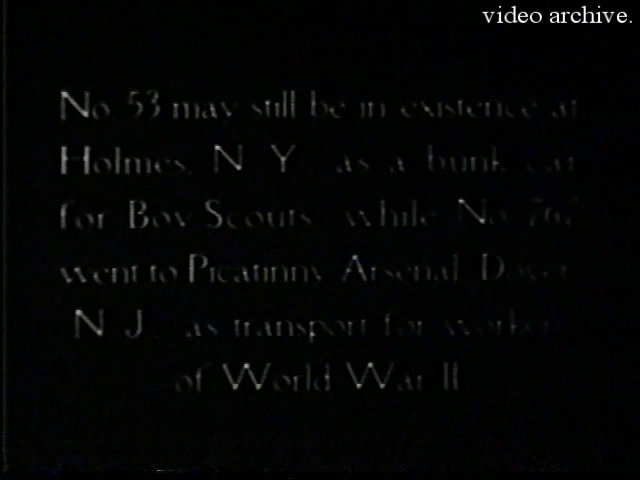 video archive.
No. 53 may still be in existence at
Holmes, N. Y., as a bunk car
for Boy Scouts, while No. 767
went to Picatinny Arsenal, Dover,
N. J., as transport for workers
of World War II